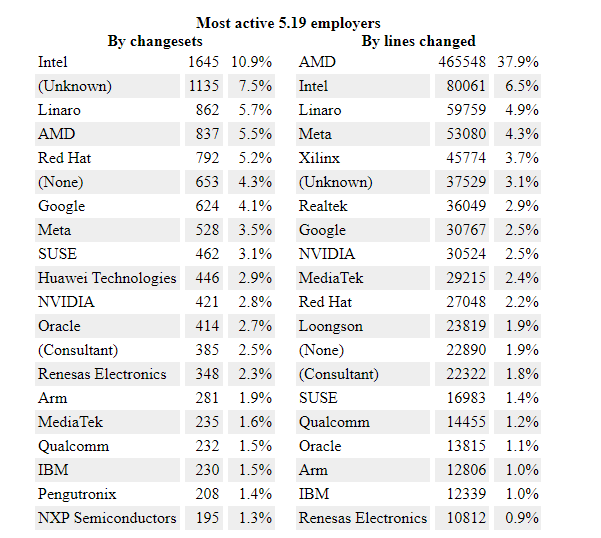 Most active 5.19 employers
By changesets By lines changed
Intel 1645 10.9% AMD 465548 37.9%
(Unknown) 1135 7.5% Intel 80061 6.5%
Linaro 862 5.7% Linaro 59759 4.9%
AMD 837 5.5% Meta 53080 4.3%
Red Hat 792 5.2% Xilinx 45774 3.7%
(None) 653 4.3% (Unknown) 37529 3.1%
Google 624 4.1% Realtek 36049 2.9%
Meta 528 3.5% Google 30767 2.5%
SUSE 462 3.1% NVIDIA 30524 2.5%
Huawei Technologies 446 2.9% MediaTek 29215 2.4%
NVIDIA 421 2.8% Red Hat 27048 2.2%
Oracle 414 2.7% Loongson 23819 1.9%
(Consultant) 385 2.5% (None) 22890 1.9%
Renesas Electronics 348 2.3% (Consultant) 22322 1.8%
Arm 281 1.9% SUSE 16983 1.4%
MediaTek 235 1.6% Qualcomm 14455 1.2%
Qualcomm 232 1.5% Oracle 13815 1.1%
IBM 230 1.5% Arm 12806 1.0%
Pengutronix 208 1.4% IBM 12339 1.0%
NXP Semiconductors 195 1.3% Renesas Electronics 10812 0.9%